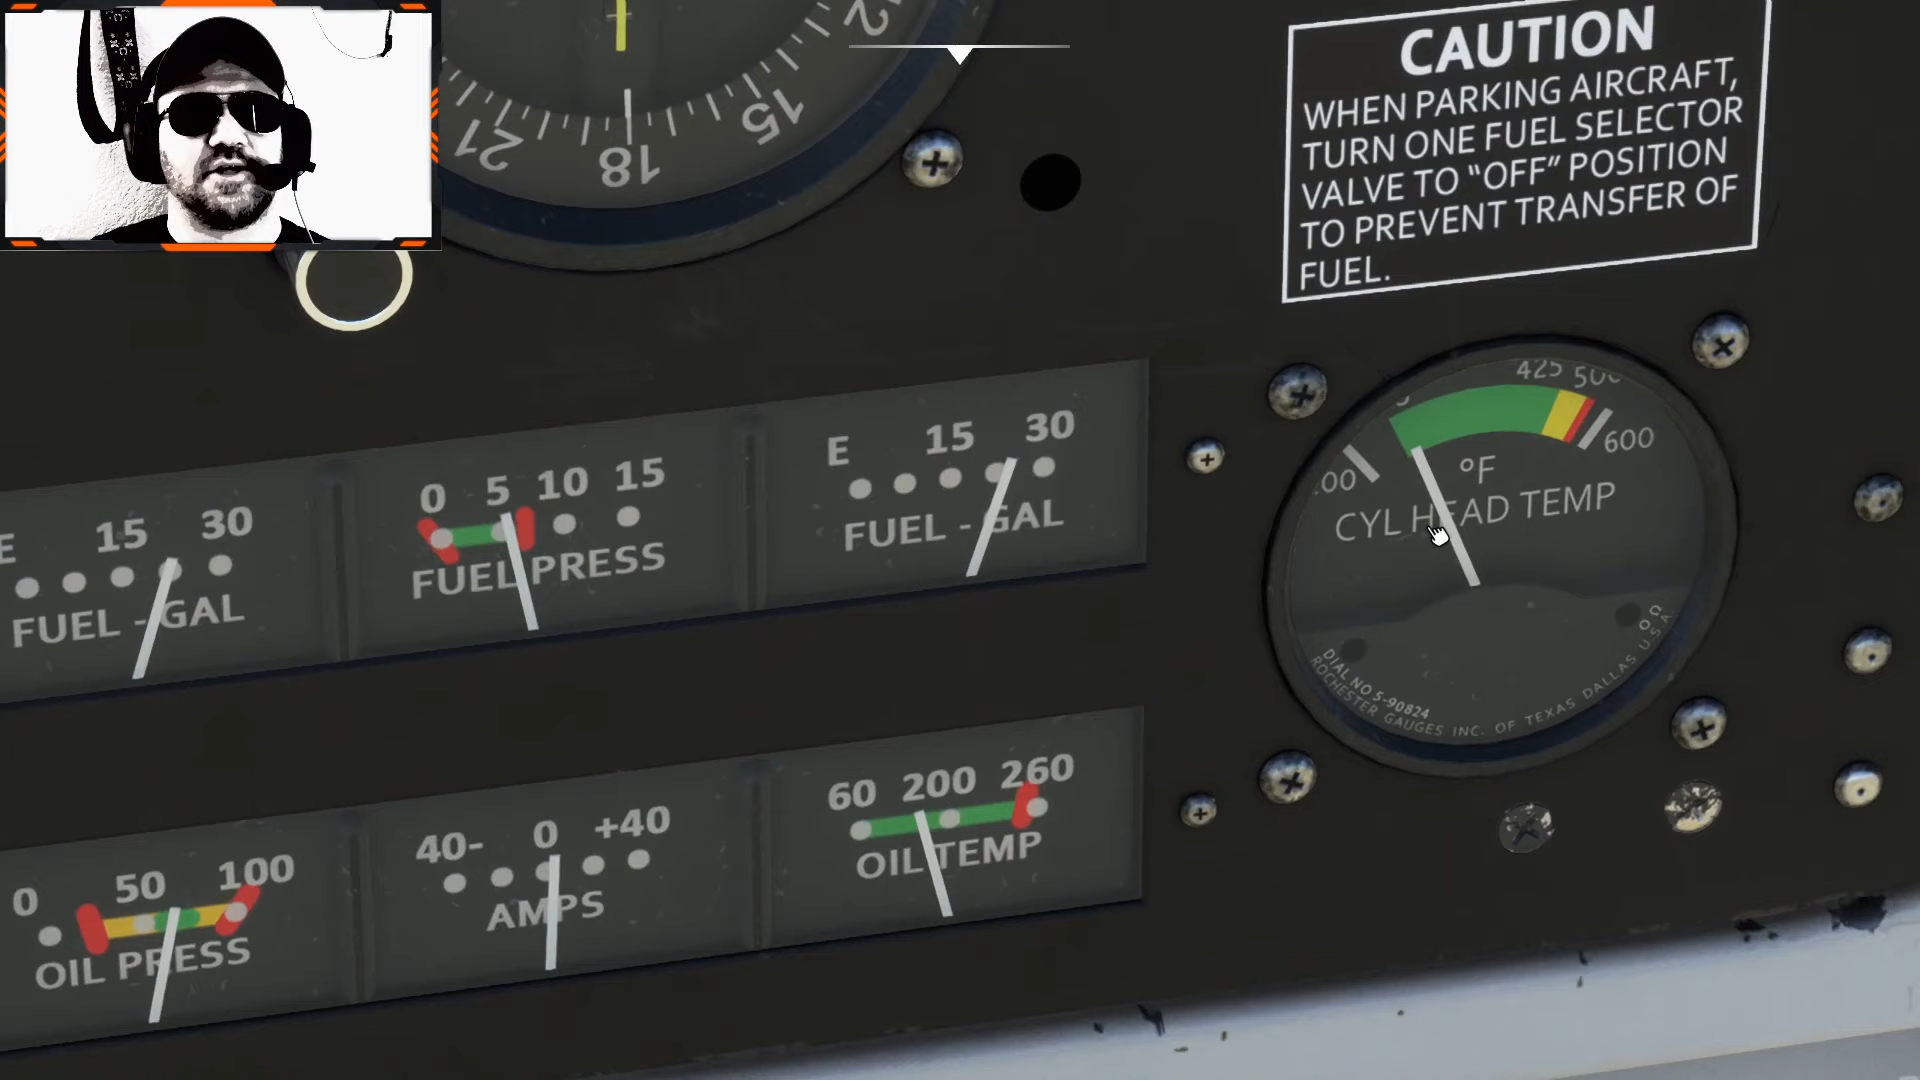 12
15
18
21
CAUTION
WHEN PARKING AIRCRAFT,
TURN ONE FUEL SELECTOR
VALVE TO “OFF” POSITION
TO PREVENT TRANSFER OF
FUEL.
E 15 30
FUEL - GAL
0 5 10 15
FUEL PRESS
E 15 30
FUEL - GAL
425
600
°F
CYL HEAD TEMP
DIAL NO 5-90824
ROCHESTER GAUGES INC. OF TEXAS DALLAS U.S.A
0 50 100
OIL PRESS
40- 0 +40
AMPS
60 200 260
OIL TEMP